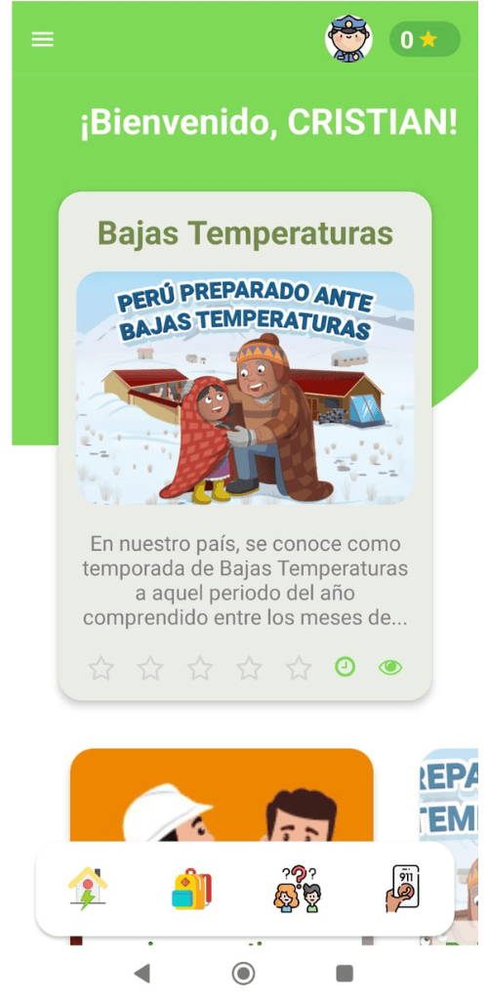 0
¡Bienvenido, CRISTIAN!
Bajas Temperaturas
PERÚ PREPARADO ANTE
BAJAS TEMPERATURAS
En nuestro país, se conoce como
temporada de Bajas Temperaturas
a aquel periodo del año
comprendido entre los meses de...
REPA
TEM
???
911